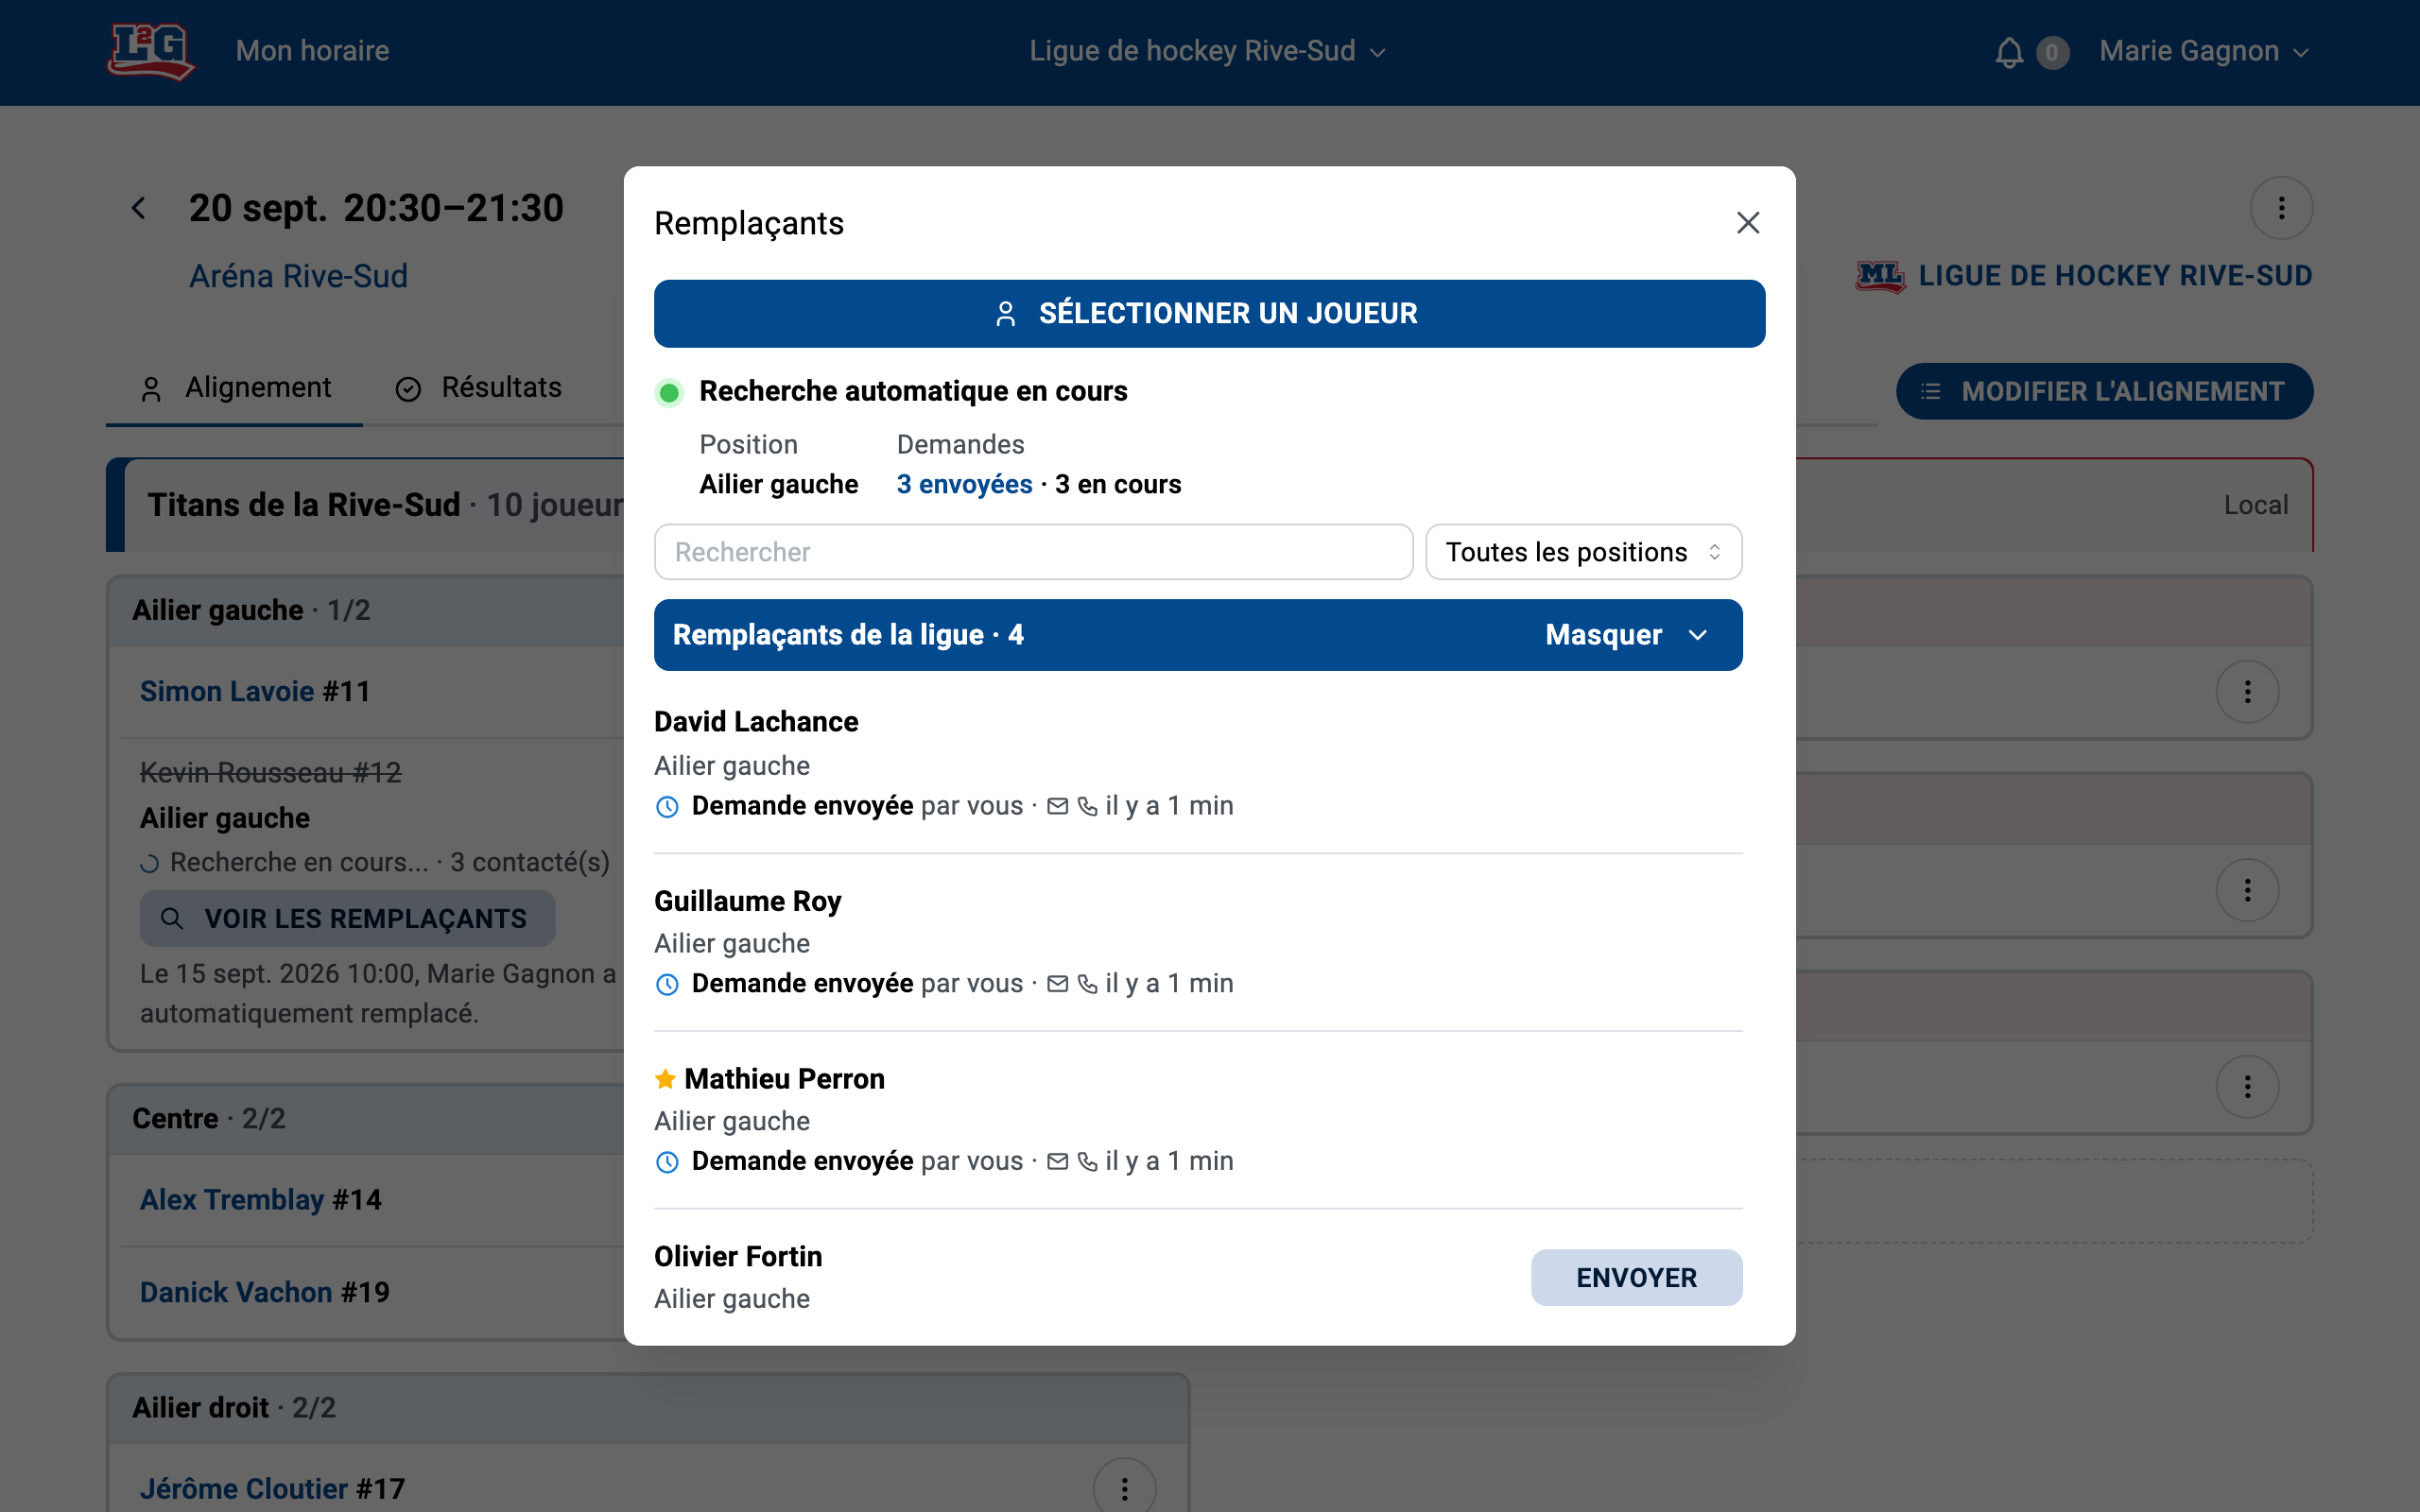 L2G
Mon horaire
Ligue de hockey Rive-Sud
0
Marie Gagnon
20 sept. 20:30–21:30
Aréna Rive-Sud
ML LIGUE DE HOCKEY RIVE-SUD
Alignement
Résultats
MODIFIER L'ALIGNEMENT
Titans de la Rive-Sud · 10 joueur
Local
Ailier gauche · 1/2
Simon Lavoie #11
Kevin Rousseau #12
Ailier gauche
Recherche en cours... · 3 contacté(s)
VOIR LES REMPLAÇANTS
Le 15 sept. 2026 10:00, Marie Gagnon a
automatiquement remplacé.
Centre · 2/2
Alex Tremblay #14
Danick Vachon #19
Ailier droit · 2/2
Jérôme Cloutier #17
Remplaçants
SÉLECTIONNER UN JOUEUR
Recherche automatique en cours
Position
Demandes
Ailier gauche
3 envoyées · 3 en cours
Rechercher
Toutes les positions
Remplaçants de la ligue · 4
Masquer
David Lachance
Ailier gauche
Demande envoyée par vous · il y a 1 min
Guillaume Roy
Ailier gauche
Demande envoyée par vous · il y a 1 min
Mathieu Perron
Ailier gauche
Demande envoyée par vous · il y a 1 min
Olivier Fortin
Ailier gauche
ENVOYER